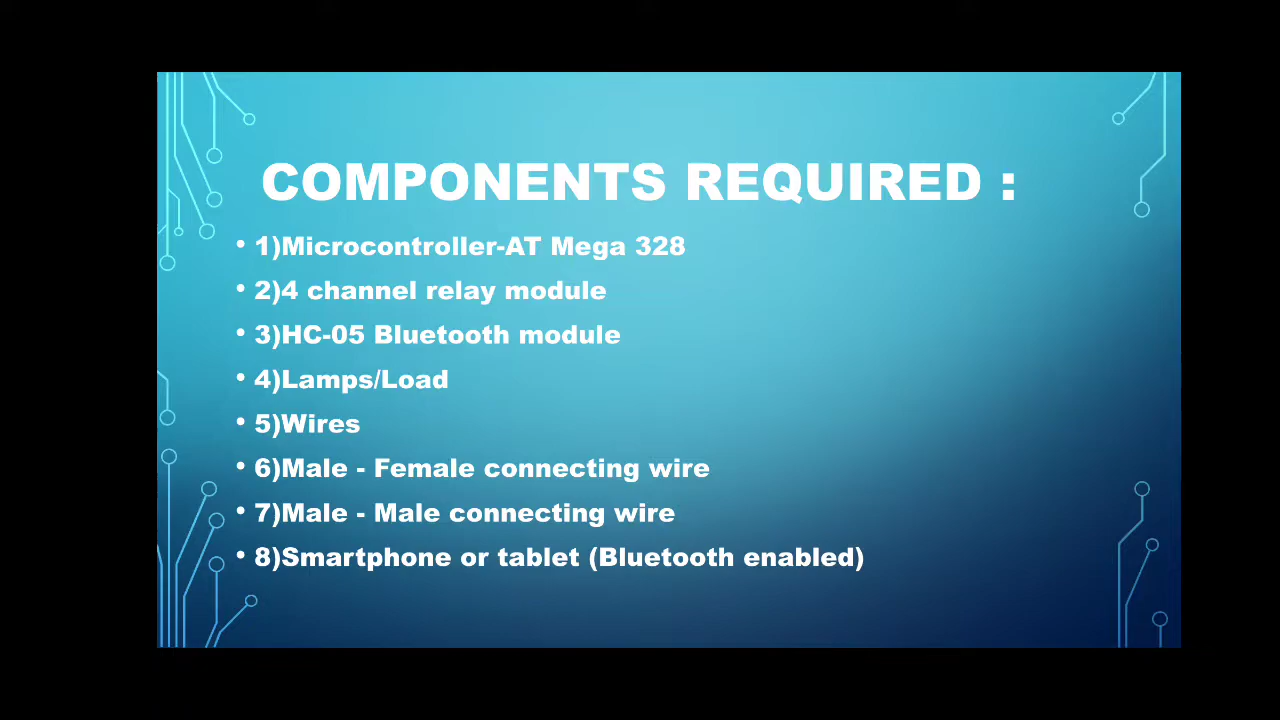 COMPONENTS REQUIRED :
• 1)Microcontroller-AT Mega 328
• 2)4 channel relay module
• 3)HC-05 Bluetooth module
• 4)Lamps/Load
• 5)Wires
• 6)Male - Female connecting wire
• 7)Male - Male connecting wire
• 8)Smartphone or tablet (Bluetooth enabled)